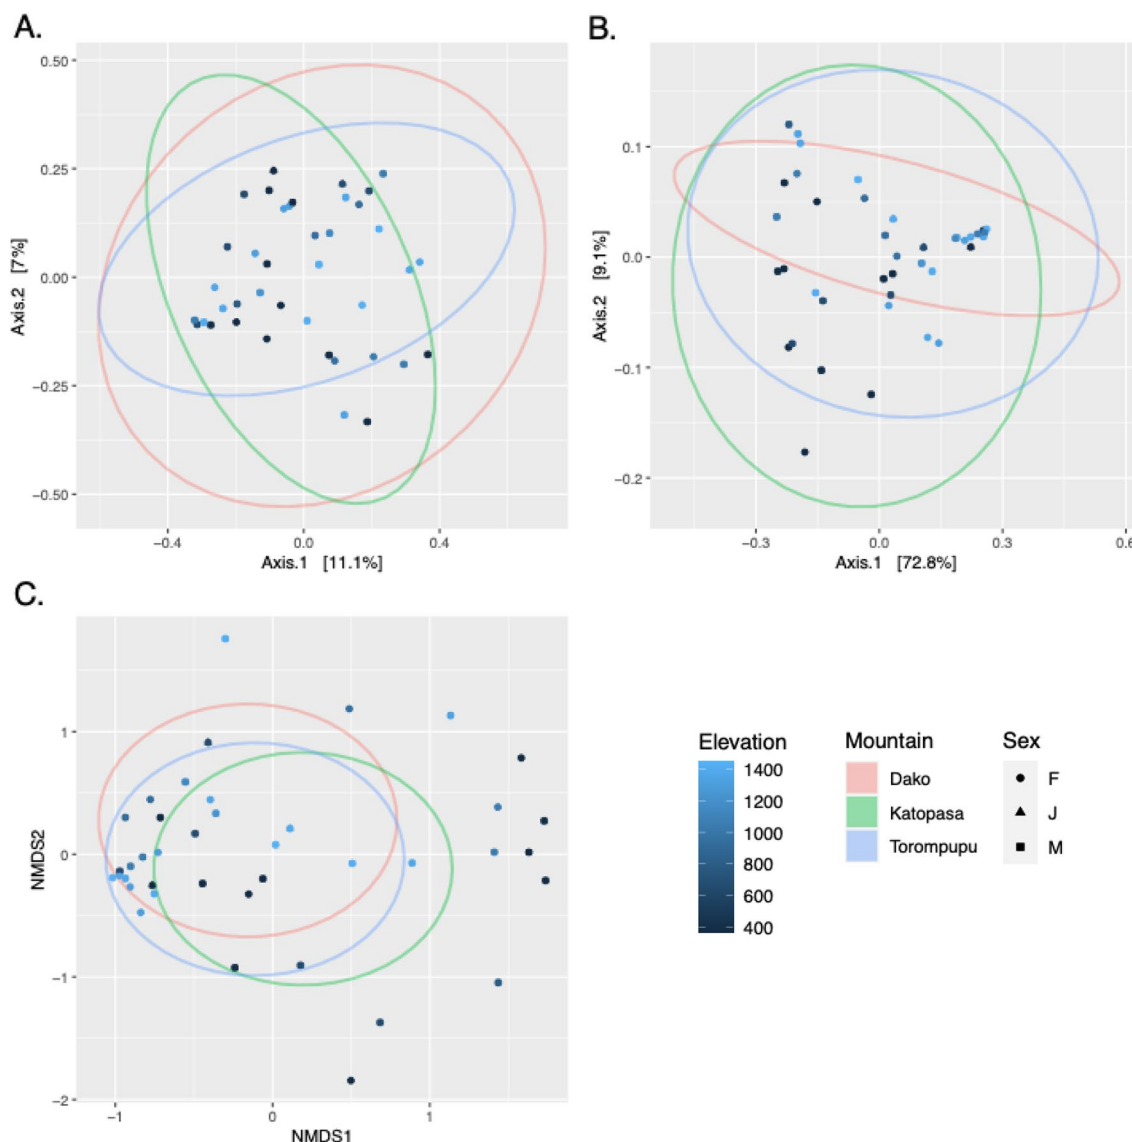 A.
0.50
0.25
0.00
−0.25
−0.50
Axis.2 [7%]
−0.4
0.0
0.4
Axis.1 [11.1%]
B.
0.1
0.0
−0.1
−0.2
Axis.2 [9.1%]
−0.3
0.0
0.3
0.6
Axis.1 [72.8%]
C.
1
0
−1
−2
NMDS2
−1
0
1
NMDS1
Elevation
1400
1200
1000
800
600
400
Mountain
Dako
Katopasa
Torompupu
Sex
F
J
M